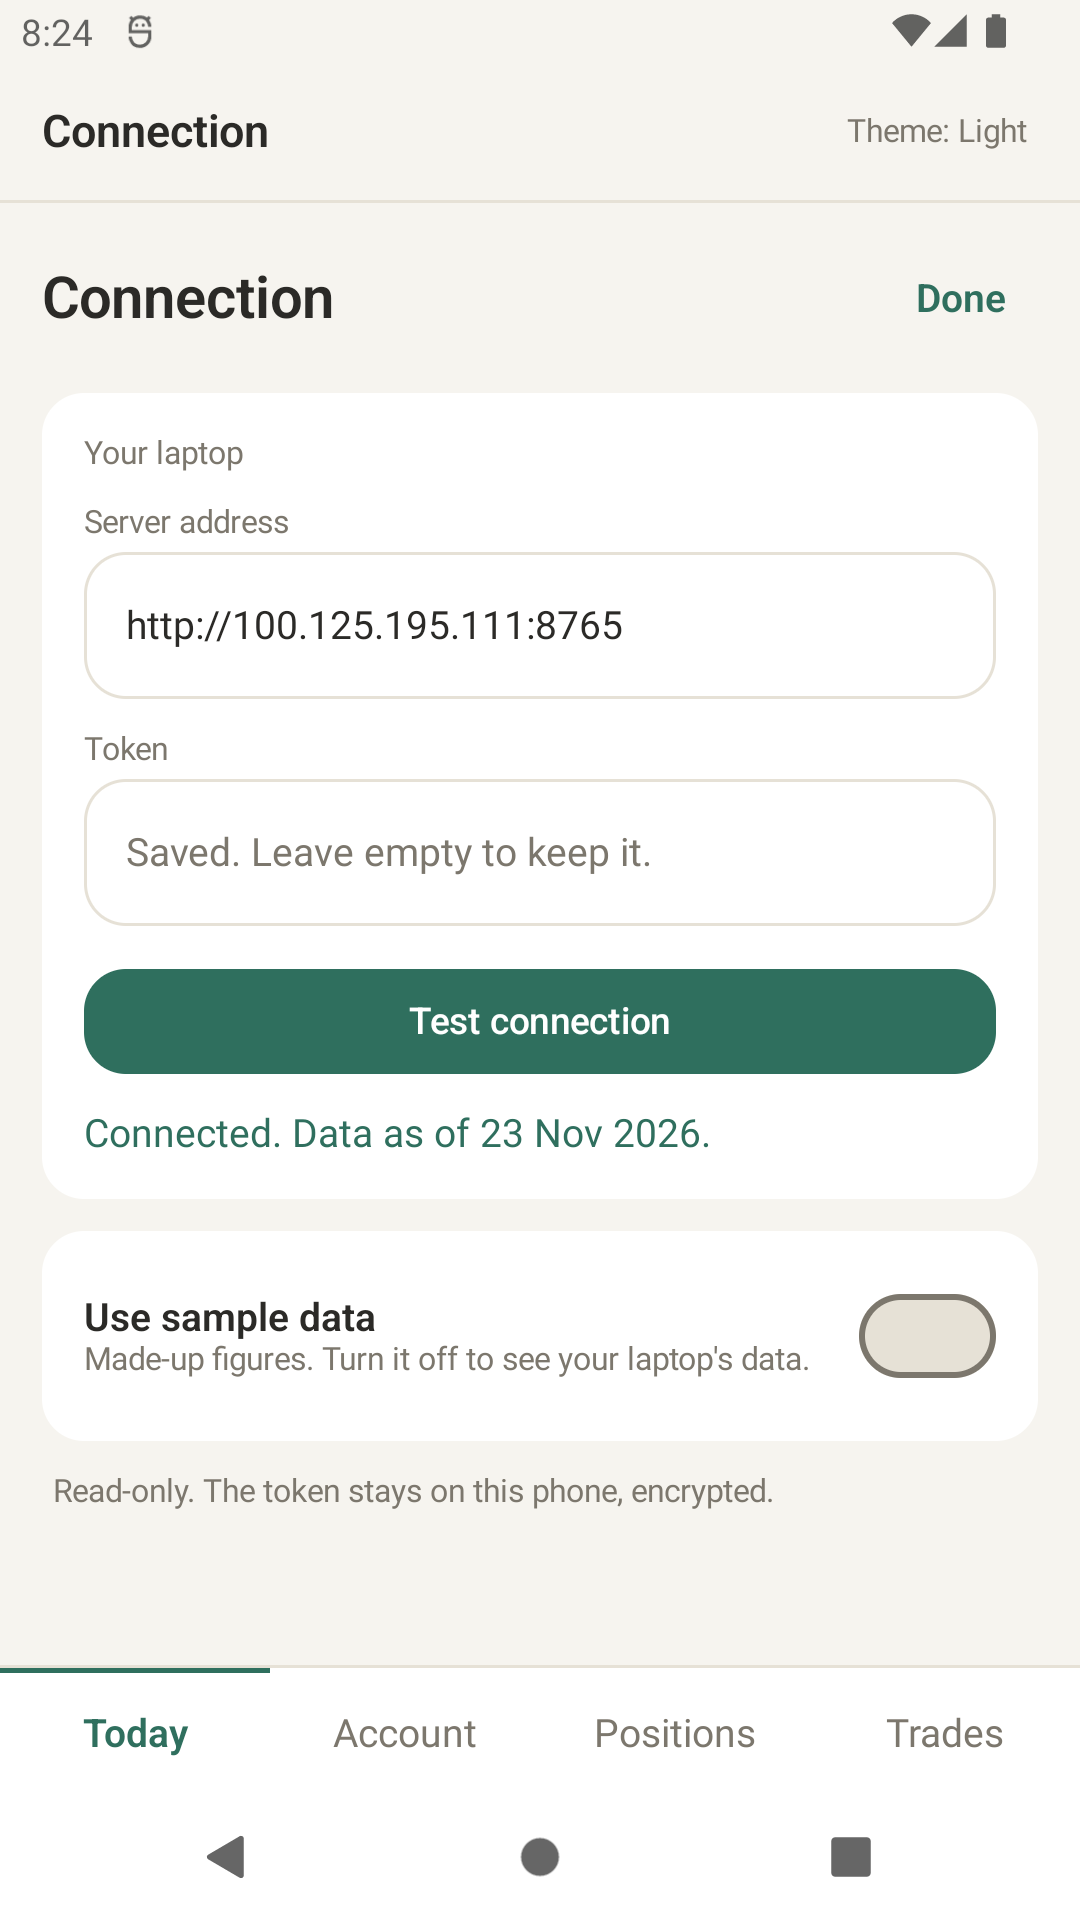 8:24
Connection
Theme: Light
Connection
Done
Your laptop
Server address
http://100.125.195.111:8765
Token
Saved. Leave empty to keep it.
Test connection
Connected. Data as of 23 Nov 2026.
Use sample data
Made-up figures. Turn it off to see your laptop's data.
Read-only. The token stays on this phone, encrypted.
Today
Account
Positions
Trades